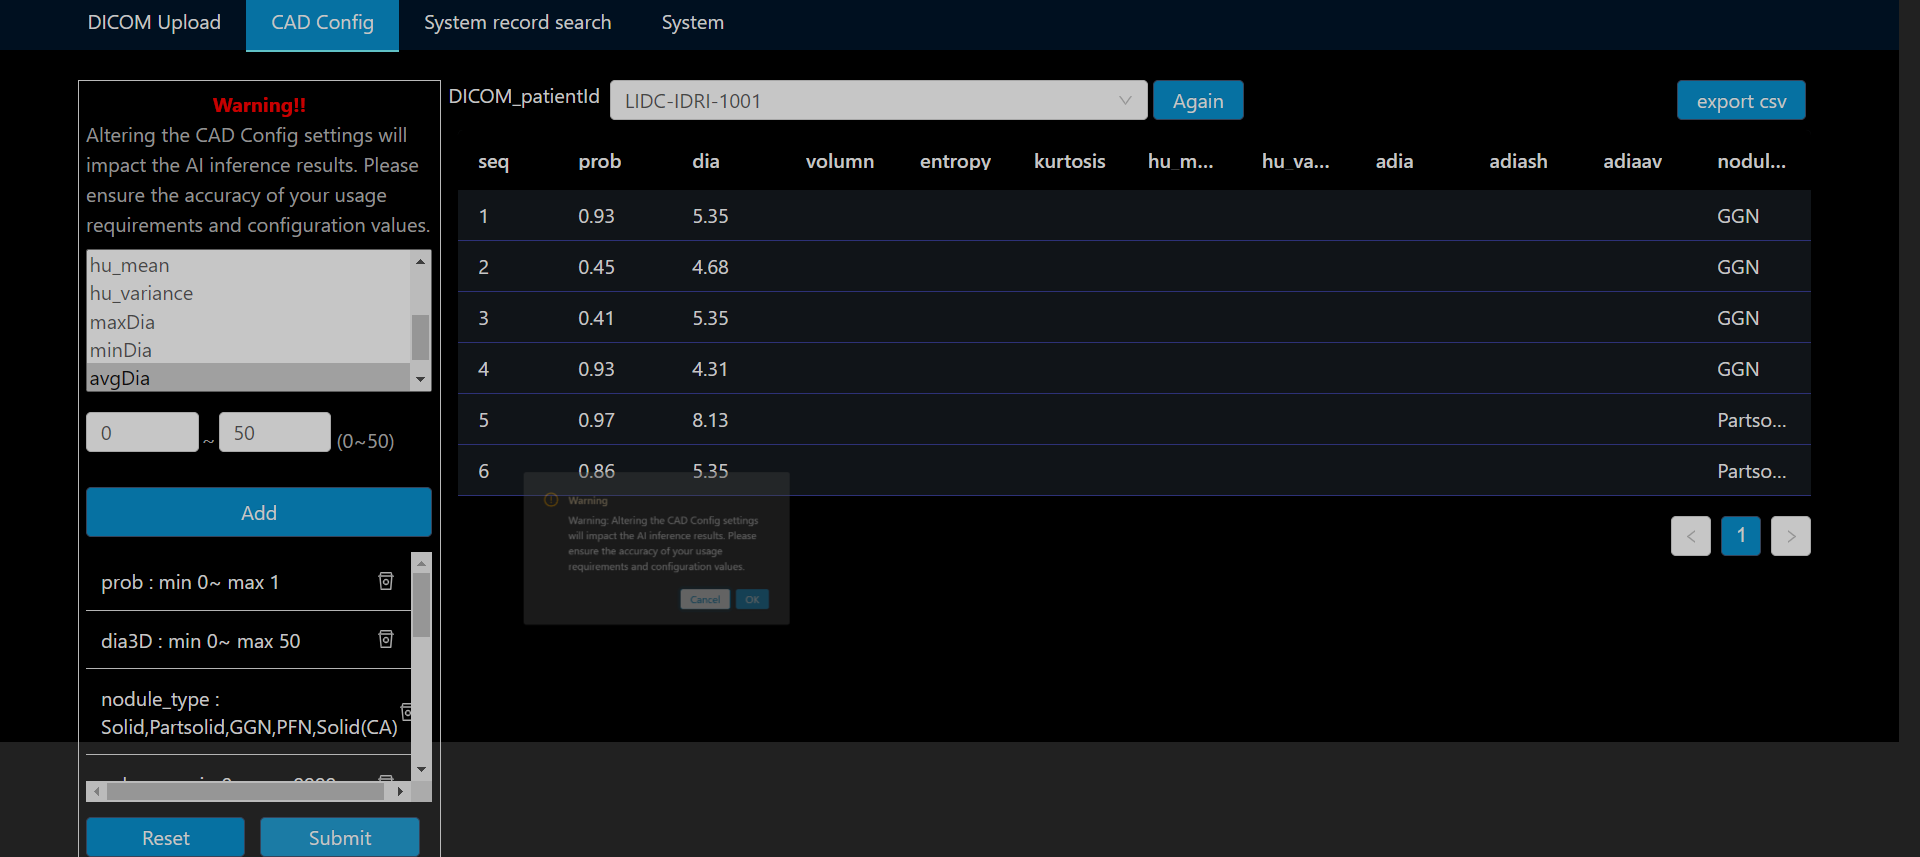 DICOM Upload CAD Config System record search System
Warning!!
Altering the CAD Config settings will
impact the AI inference results. Please
ensure the accuracy of your usage
requirements and configuration values.
hu_mean
hu_variance
maxDia
minDia
avgDia
0 ~ 50 (0~50)
Add
prob : min 0~ max 1
dia3D : min 0~ max 50
nodule_type :
Solid,Partsolid,GGN,PFN,Solid(CA)
Reset Submit
DICOM_patientId LIDC-IDRI-1001 Again export csv
seq prob dia volumn entropy kurtosis hu_m... hu_va... adia adiash adiaav nodul...
1 0.93 5.35 GGN
2 0.45 4.68 GGN
3 0.41 5.35 GGN
4 0.93 4.31 GGN
5 0.97 8.13 Partso...
6 0.86 5.35 Partso...
< 1 >
Warning
Warning: Altering the CAD Config settings
will impact the AI inference results. Please
ensure the accuracy of your usage
requirements and configuration values.
Cancel OK